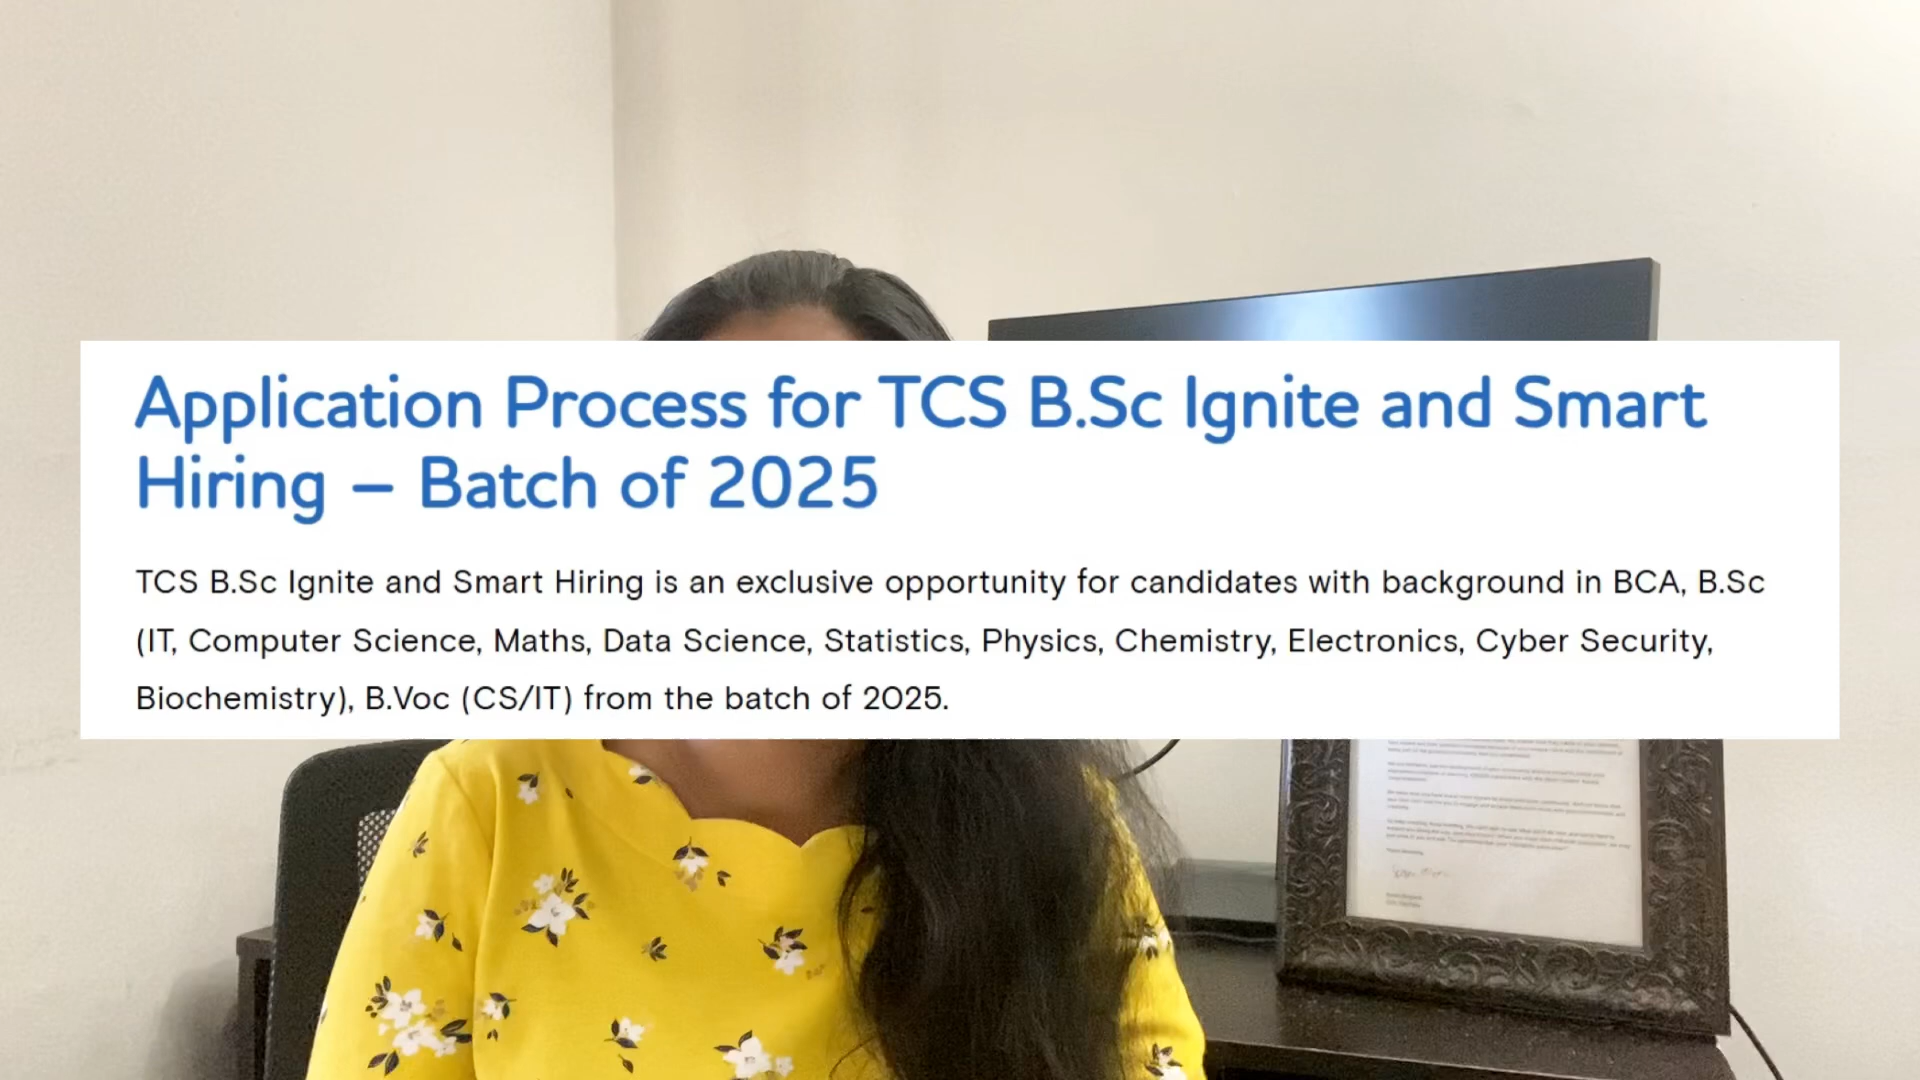 Application Process for TCS B.Sc Ignite and Smart
Hiring – Batch of 2025
TCS B.Sc Ignite and Smart Hiring is an exclusive opportunity for candidates with background in BCA, B.Sc
(IT, Computer Science, Maths, Data Science, Statistics, Physics, Chemistry, Electronics, Cyber Security,
Biochemistry), B.Voc (CS/IT) from the batch of 2025.